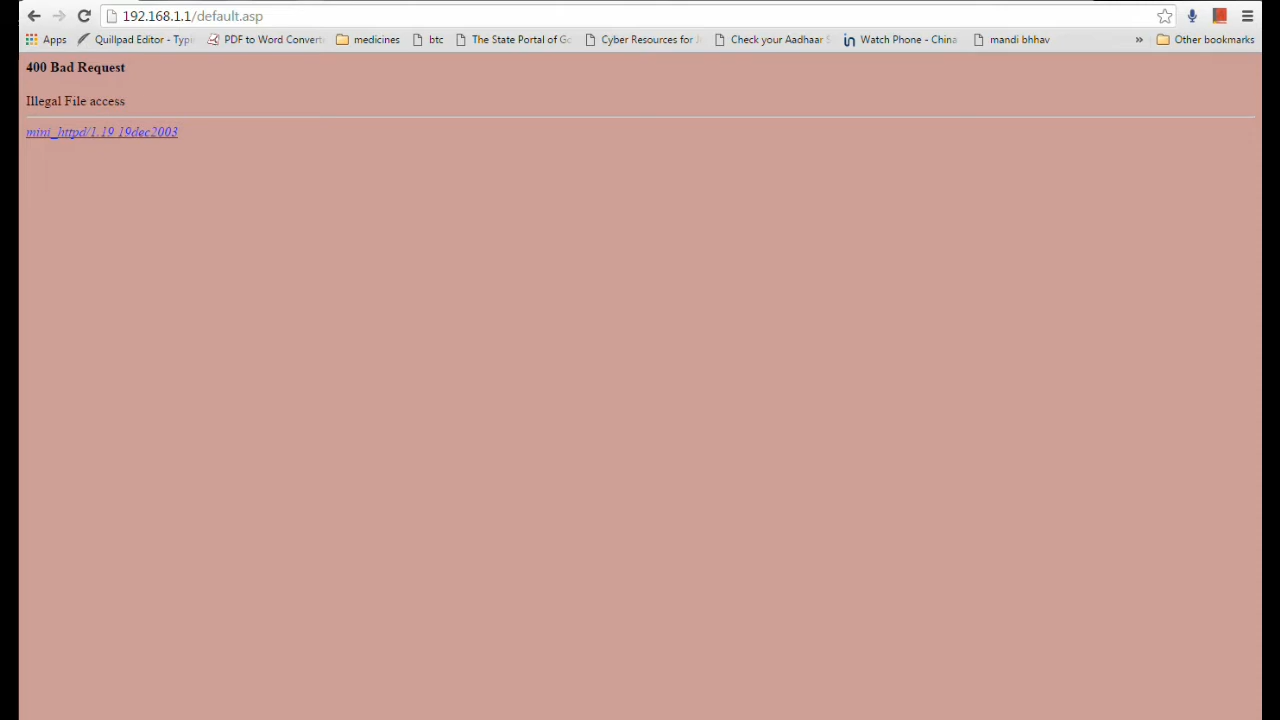 192.168.1.1/default.asp
Apps Quillpad Editor - Typi PDF to Word Convert medicines btc The State Portal of Go Cyber Resources for J Check your Aadhaar S Watch Phone - China mandi bhhav » Other bookmarks
400 Bad Request
Illegal File access
mini_httpd/1.19 19dec2003